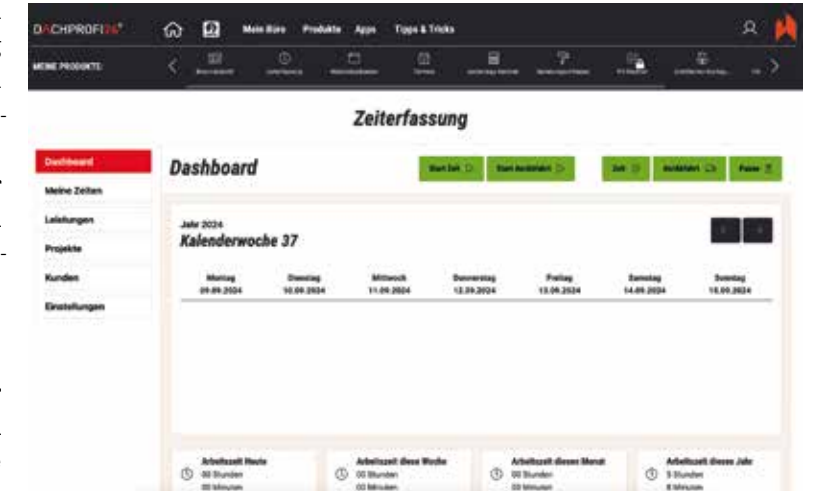 DACHPROFI24
Mein Büro Produkte Apps Tipps & Tricks
MEINE PRODUKTE:
Zeiterfassung
Dashboard
Meine Zeiten
Leistungen
Projekte
Kunden
Einstellungen
Dashboard
Start Zeit
Zeit Pause
Jahr 2024
Kalenderwoche 37
Montag Dienstag Mittwoch Donnerstag Freitag Samstag Sonntag
09.09.2024 10.09.2024 11.09.2024 12.09.2024 13.09.2024 14.09.2024 15.09.2024
Arbeitszeit Heute
00 Stunden
00 Minuten
Arbeitszeit diese Woche
00 Stunden
00 Minuten
Arbeitszeit diesen Monat
00 Stunden
00 Minuten
Arbeitszeit dieses Jahr
5 Stunden
8 Minuten